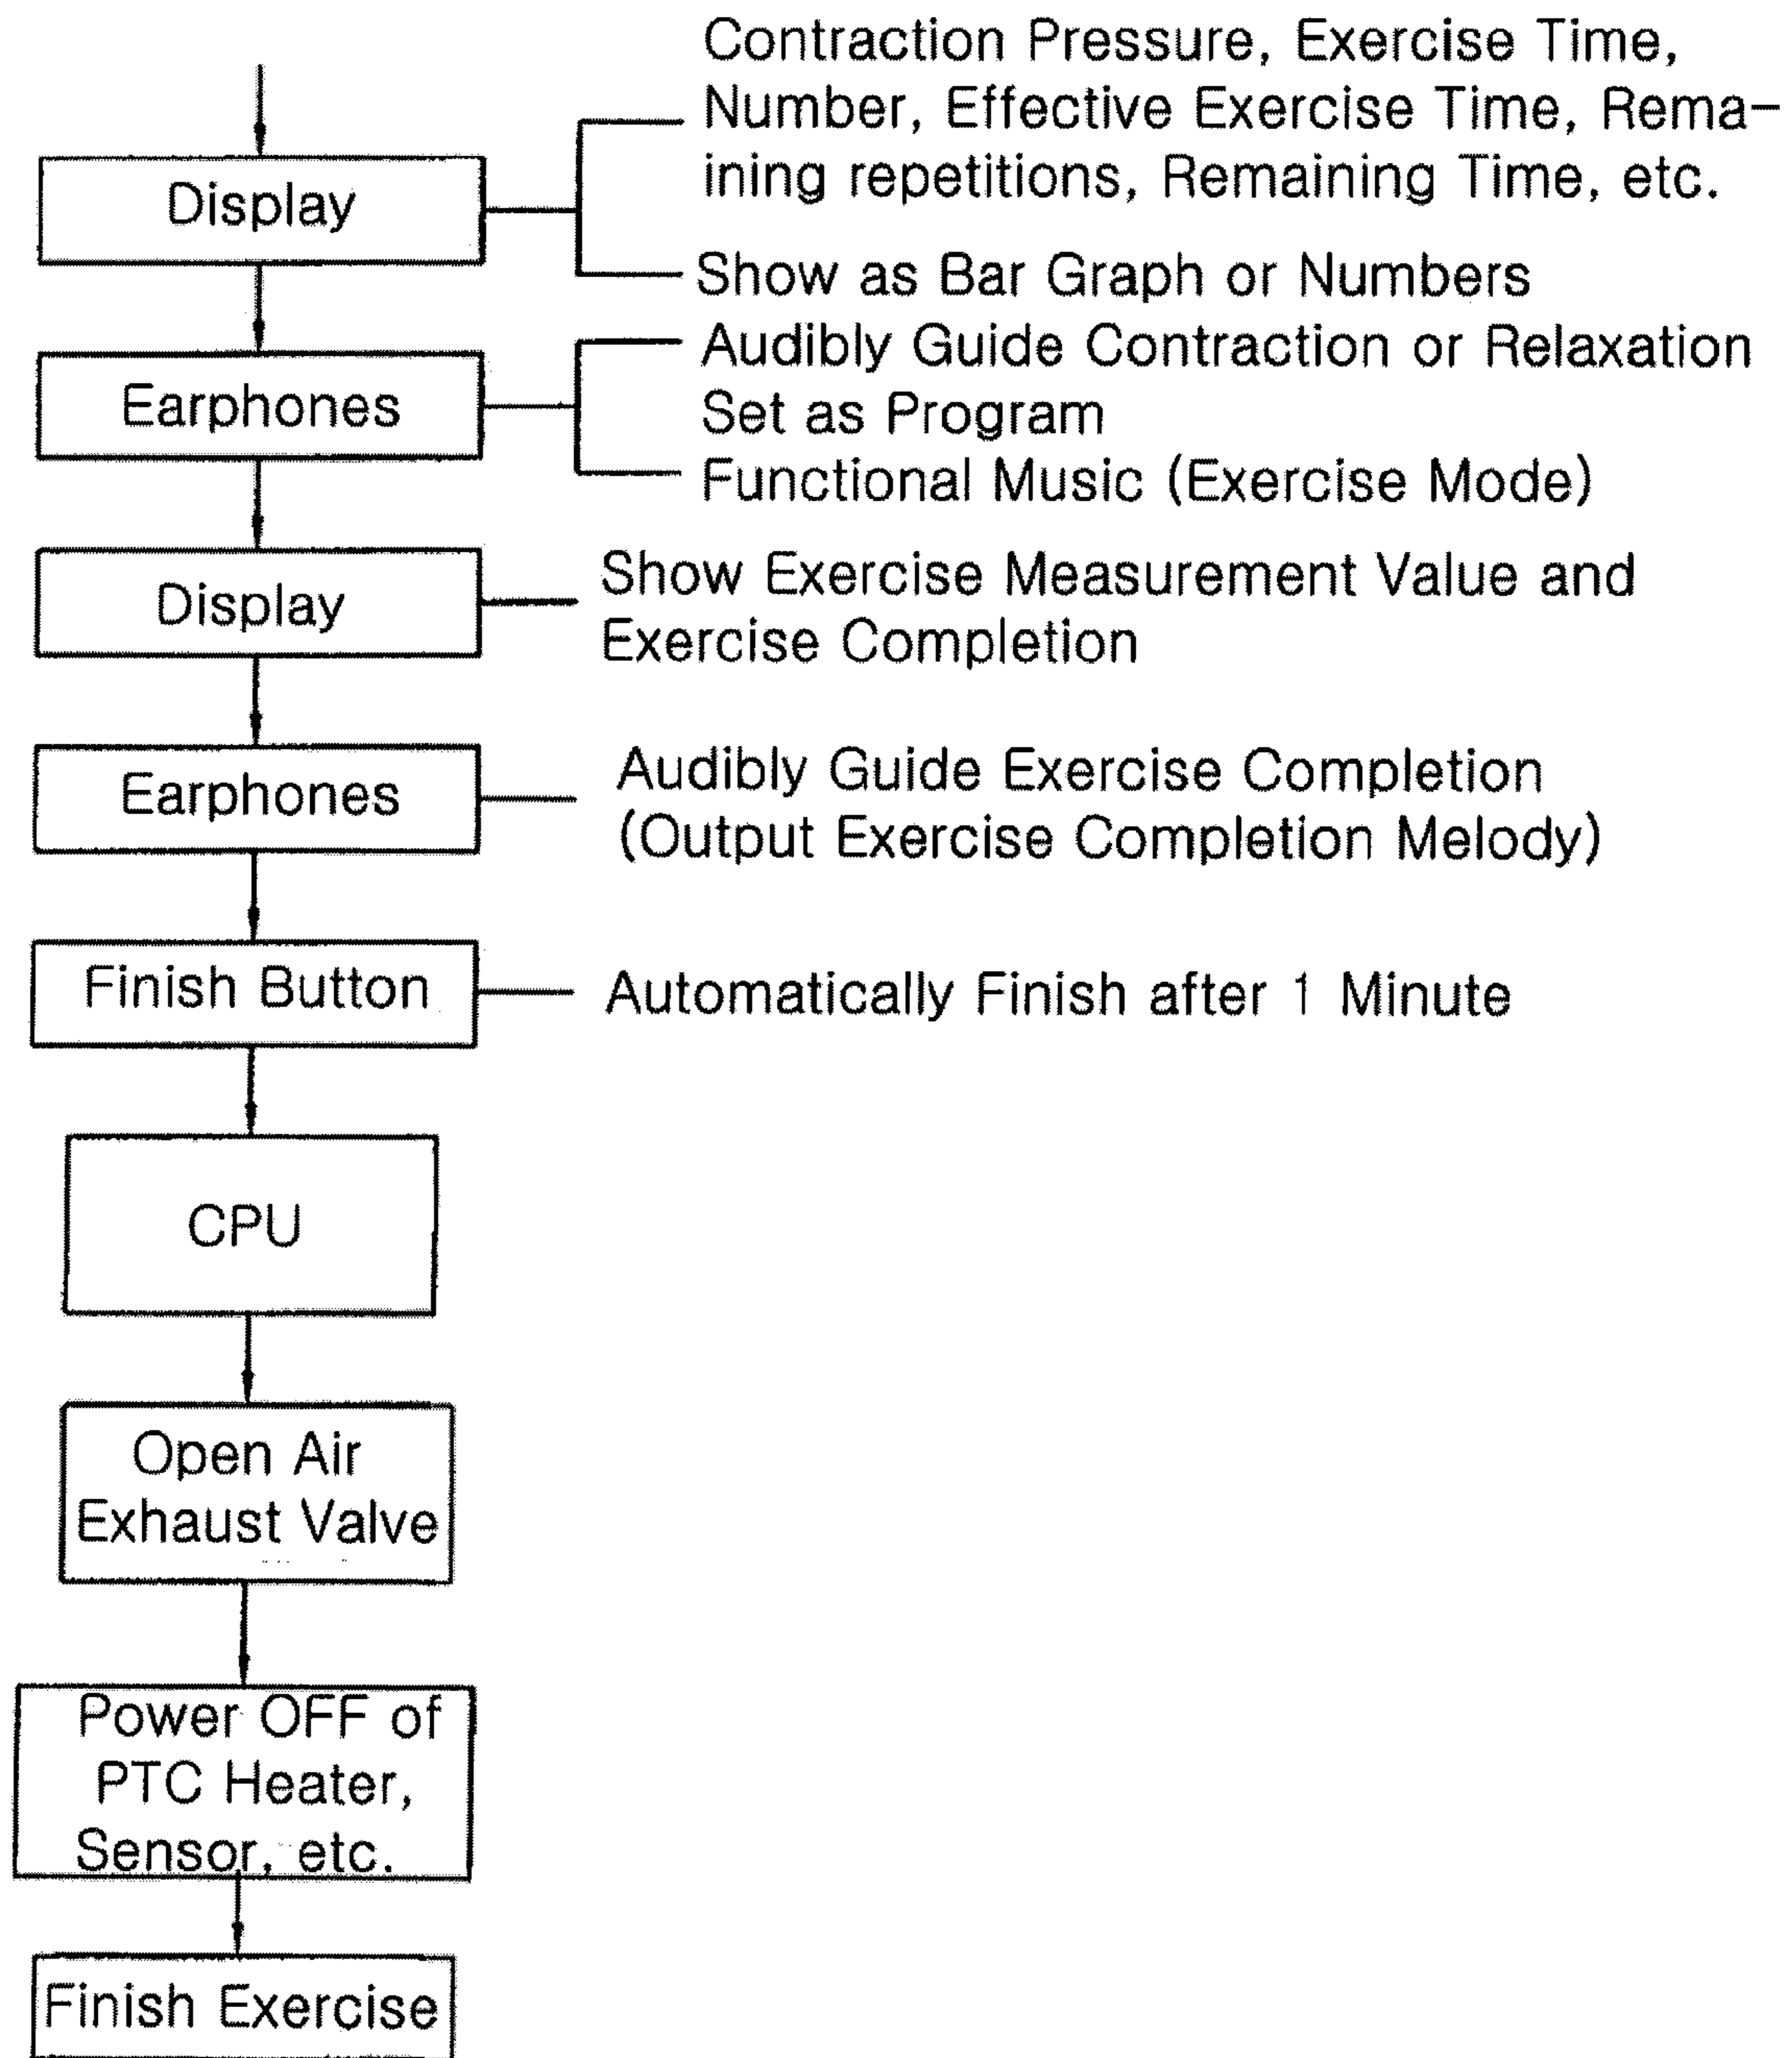 Contraction Pressure, Exercise Time,
Number, Effective Exercise Time, Rema-
ining repetitions, Remaining Time, etc.
Display
Show as Bar Graph or Numbers
Audibly Guide Contraction or Relaxation
Earphones
Set as Program
Functional Music (Exercise Mode)
Display
Show Exercise Measurement Value and
Exercise Completion
Earphones
Audibly Guide Exercise Completion
(Output Exercise Completion Melody)
Finish Button
Automatically Finish after 1 Minute
CPU
Open Air
Exhaust Valve
Power OFF of
PTC Heater,
Sensor, etc.
Finish Exercise